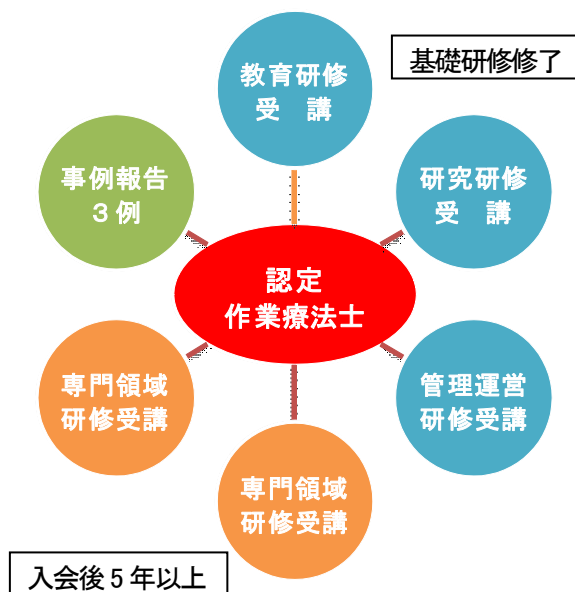 教育研修
受 講
基礎研修修了
事例報告
３例
研究研修
受 講
認定
作業療法士
専門領域
研修受講
管理運営
研修受講
専門領域
研修受講
入会後５年以上